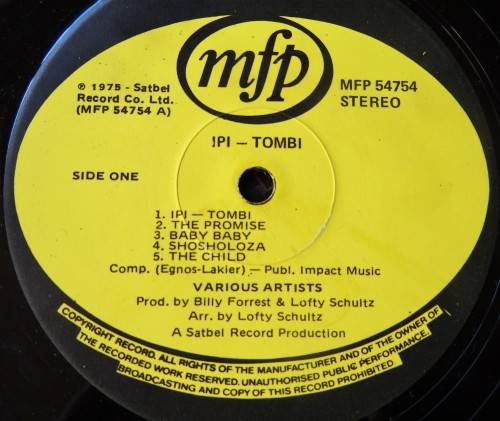 mfp
℗ 1975 - Satbel
Record Co. Ltd.
(MFP 54754 A)
MFP 54754
STEREO
IPI — TOMBI
SIDE ONE
1. IPI — TOMBI
2. THE PROMISE
3. BABY BABY
4. SHOSHOLOZA
5. THE CHILD
Comp. (Egnos-Lakier) — Publ. Impact Music
VARIOUS ARTISTS
Prod. by Billy Forrest & Lofty Schultz
Arr. by Lofty Schultz
A Satbel Record Production
COPYRIGHT RECORD. ALL RIGHTS OF THE MANUFACTURER AND OF THE OWNER OF
THE RECORDED WORK RESERVED. UNAUTHORISED PUBLIC PERFORMANCE,
BROADCASTING AND COPY OF THIS RECORD PROHIBITED